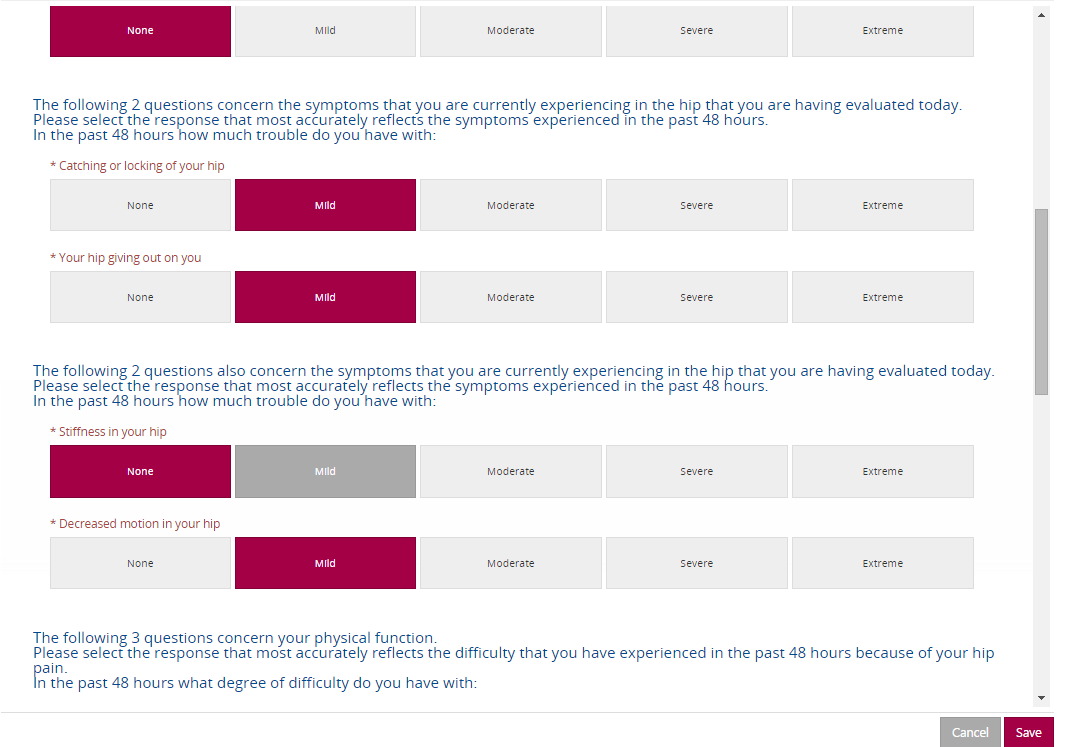 None Mild Moderate Severe Extreme
The following 2 questions concern the symptoms that you are currently experiencing in the hip that you are having evaluated today.
Please select the response that most accurately reflects the symptoms experienced in the past 48 hours.
In the past 48 hours how much trouble do you have with:
* Catching or locking of your hip
None Mild Moderate Severe Extreme
* Your hip giving out on you
None Mild Moderate Severe Extreme
The following 2 questions also concern the symptoms that you are currently experiencing in the hip that you are having evaluated today.
Please select the response that most accurately reflects the symptoms experienced in the past 48 hours.
In the past 48 hours how much trouble do you have with:
* Stiffness in your hip
None Mild Moderate Severe Extreme
* Decreased motion in your hip
None Mild Moderate Severe Extreme
The following 3 questions concern your physical function.
Please select the response that most accurately reflects the difficulty that you have experienced in the past 48 hours because of your hip
pain.
In the past 48 hours what degree of difficulty do you have with:
Cancel Save